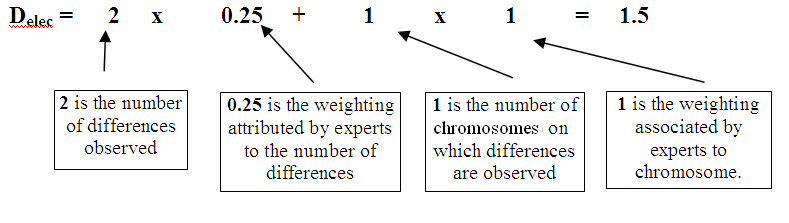 Delec = 2 x 0.25 + 1 x 1 = 1.5
2 is the number
of differences
observed
0.25 is the weighting
attributed by experts
to the number of
differences
1 is the number of
chromosomes on
which differences
are observed
1 is the weighting
associated by
experts to
chromosome.